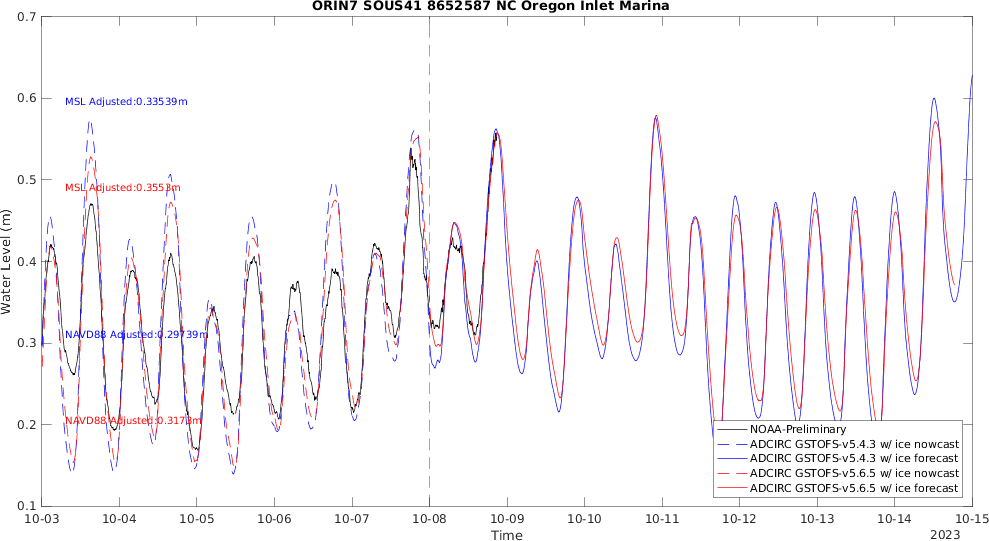 ORIN7 SOUS41 8652587 NC Oregon Inlet Marina
0.7
0.6
0.5
0.4
0.3
0.2
0.1
Water Level (m)
MSL Adjusted:0.33539m
MSL Adjusted:0.3553m
NAVD88 Adjusted:0.29739m
NAVD88 Adjusted:0.3173m
NOAA-Preliminary
ADCIRC GSTOFS-v5.4.3 w/ ice nowcast
ADCIRC GSTOFS-v5.4.3 w/ ice forecast
ADCIRC GSTOFS-v5.6.5 w/ ice nowcast
ADCIRC GSTOFS-v5.6.5 w/ ice forecast
10-03 10-04 10-05 10-06 10-07 10-08 10-09 10-10 10-11 10-12 10-13 10-14 10-15
Time
2023